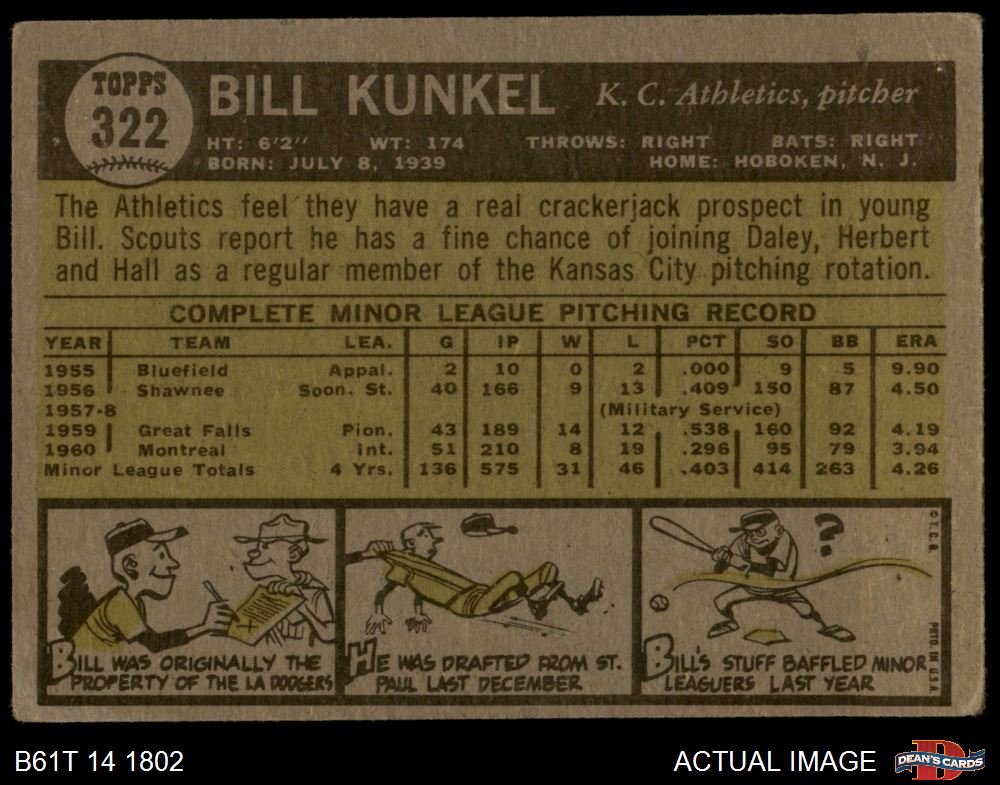 TOPPS
322
BILL KUNKEL K. C. Athletics, pitcher
HT: 6'2" WT: 174 THROWS: RIGHT BATS: RIGHT
BORN: JULY 8, 1939 HOME: HOBOKEN, N. J.
The Athletics feel they have a real crackerjack prospect in young
Bill. Scouts report he has a fine chance of joining Daley, Herbert
and Hall as a regular member of the Kansas City pitching rotation.
COMPLETE MINOR LEAGUE PITCHING RECORD
YEAR TEAM LEA. G IP W L PCT SO BB ERA
1955 Bluefield Appal. 2 10 0 2 .000 9 5 9.90
1956 Shawnee Soon. St. 40 166 9 13 .409 150 87 4.50
1957-8 (Military Service)
1959 Great Falls Pion. 43 189 14 12 .538 160 92 4.19
1960 Montreal Int. 51 210 8 19 .296 95 79 3.94
Minor League Totals 4 Yrs. 136 575 31 46 .403 414 263 4.26
BILL WAS ORIGINALLY THE
PROPERTY OF THE LA DODGERS
HE WAS DRAFTED FROM ST.
PAUL LAST DECEMBER
?
BILL'S STUFF BAFFLED MINOR
LEAGUERS LAST YEAR
© T.C.G.
PRTD. IN U.S.A.
B61T 14 1802
ACTUAL IMAGE
D
DEAN'S CARDS